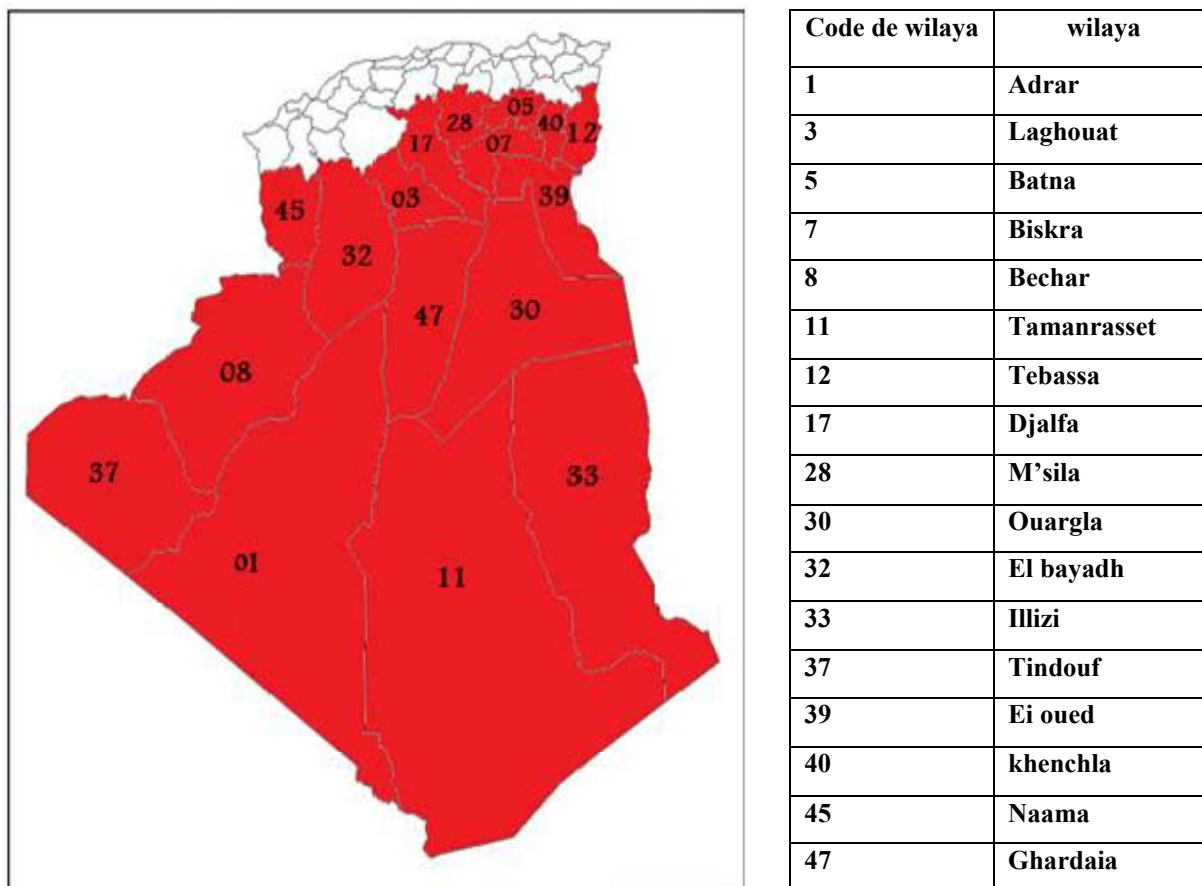 05
28
40
12
17
07
03
39
45
32
47
30
08
37
33
01
11
Code de wilaya wilaya
1 Adrar
3 Laghouat
5 Batna
7 Biskra
8 Bechar
11 Tamanrasset
12 Tebassa
17 Djalfa
28 M’sila
30 Ouargla
32 El bayadh
33 Illizi
37 Tindouf
39 Ei oued
40 khenchla
45 Naama
47 Ghardaia